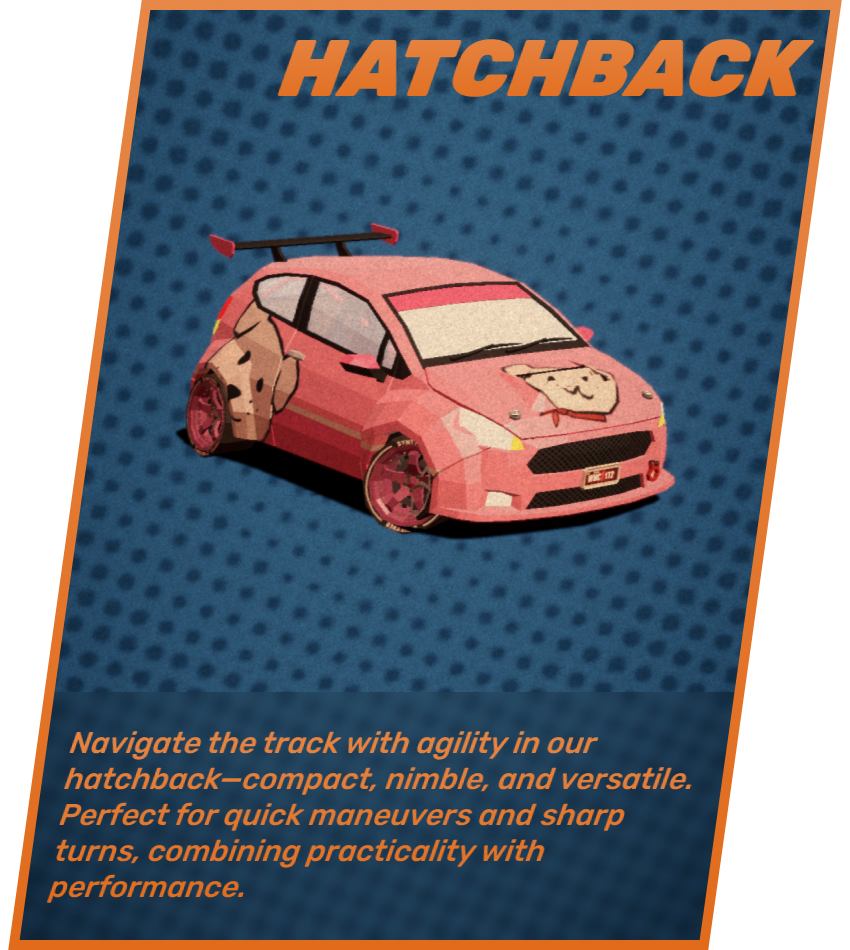 HATCHBACK
Navigate the track with agility in our
hatchback—compact, nimble, and versatile.
Perfect for quick maneuvers and sharp
turns, combining practicality with
performance.